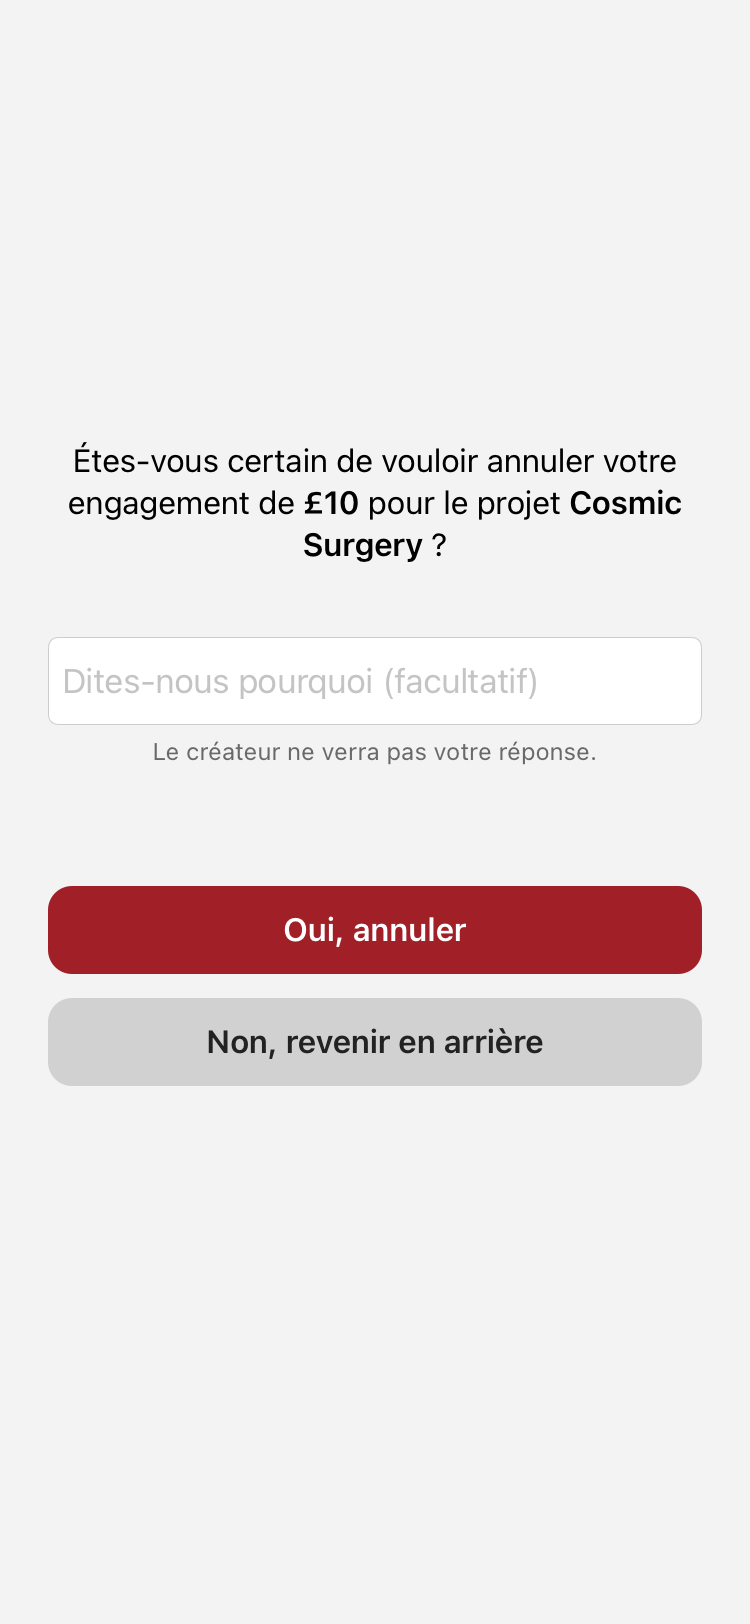 Êtes-vous certain de vouloir annuler votre
engagement de £10 pour le projet Cosmic
Surgery ?
Dites-nous pourquoi (facultatif)
Le créateur ne verra pas votre réponse.
Oui, annuler
Non, revenir en arrière